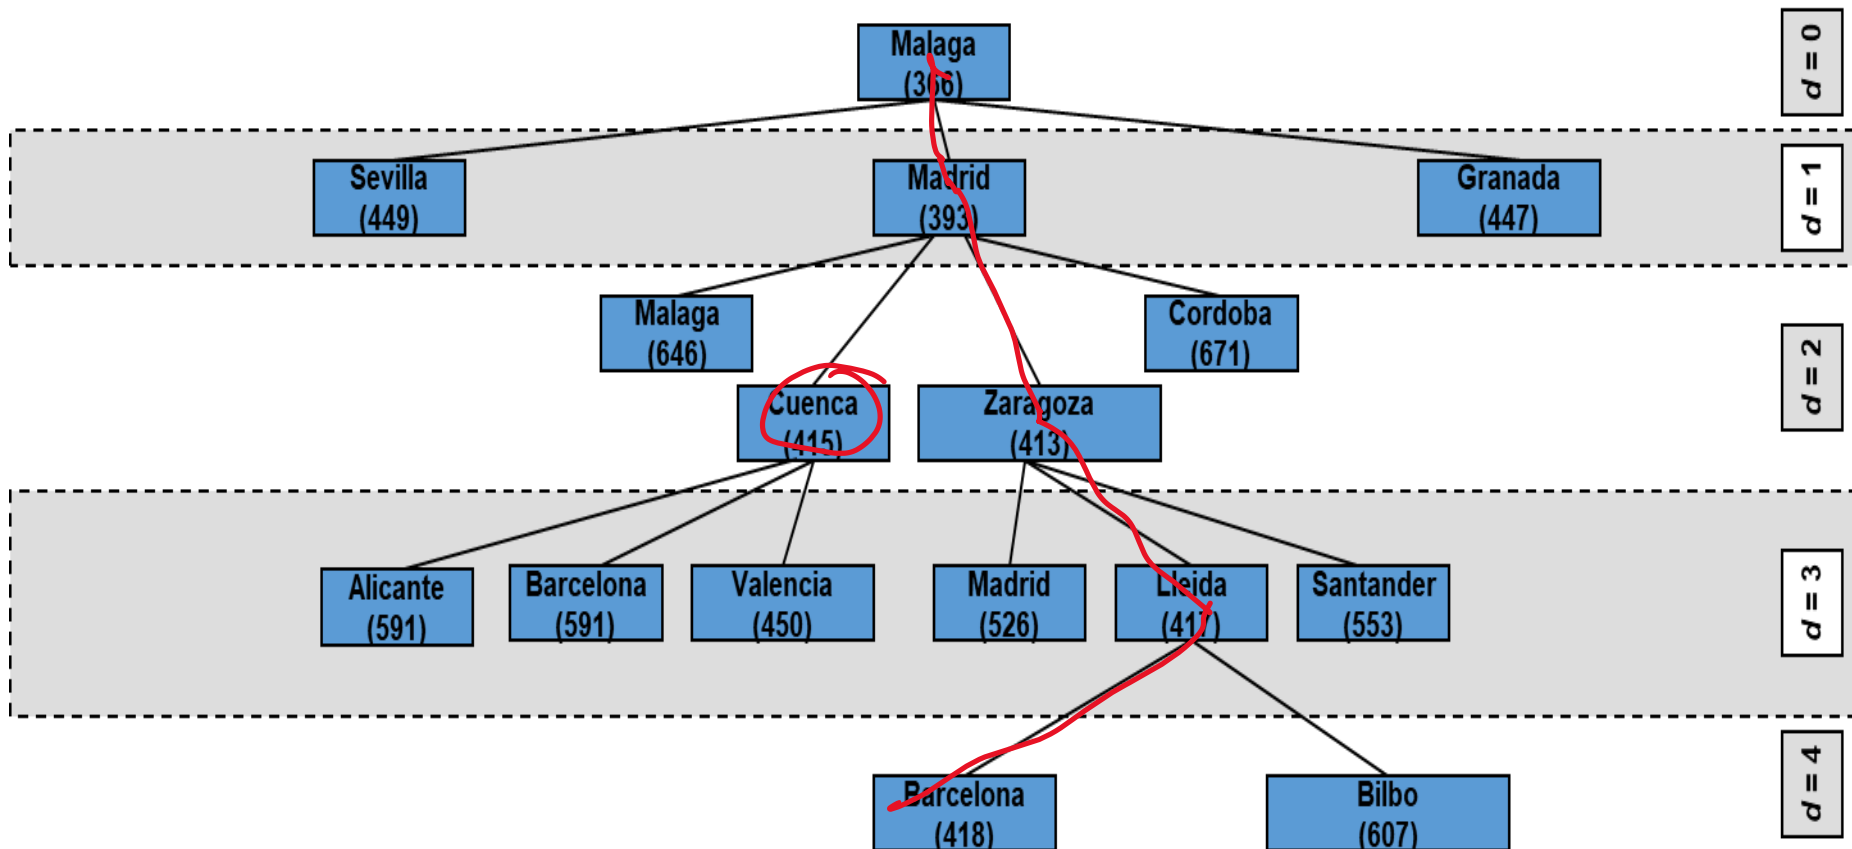 Malaga
(366)
d = 0
Sevilla
(449)
Madrid
(393)
Granada
(447)
d = 1
Malaga
(646)
Cordoba
(671)
d = 2
Cuenca
(415)
Zaragoza
(413)
Alicante
(591)
Barcelona
(591)
Valencia
(450)
Madrid
(526)
Lleida
(417)
Santander
(553)
d = 3
Barcelona
(418)
Bilbo
(607)
d = 4